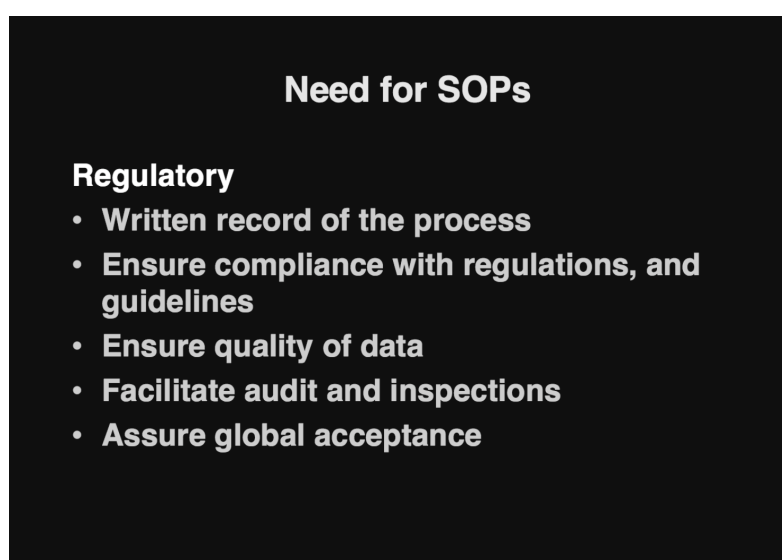 Need for SOPs
Regulatory
• Written record of the process
• Ensure compliance with regulations, and
guidelines
• Ensure quality of data
• Facilitate audit and inspections
• Assure global acceptance